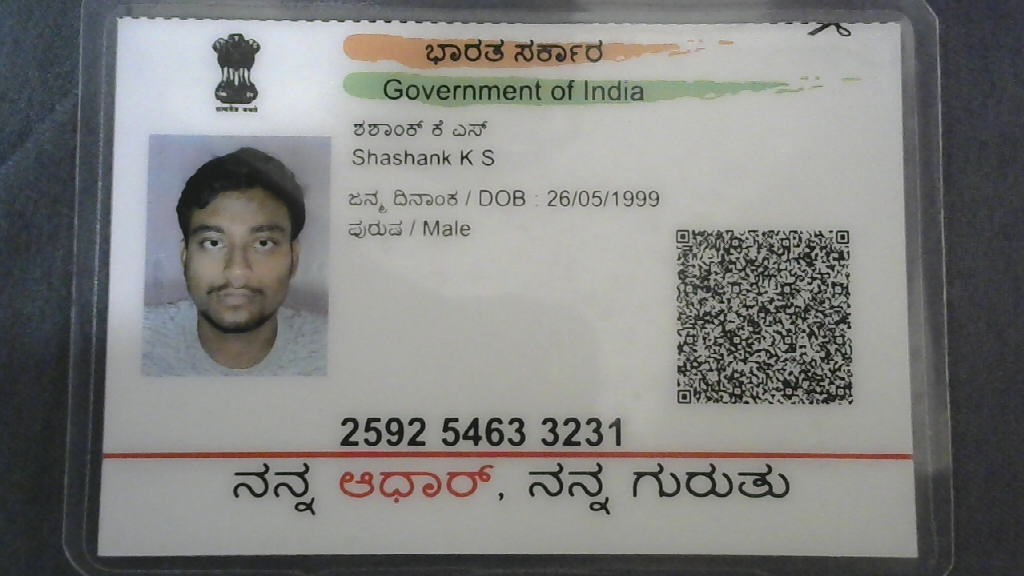 ಭಾರತ ಸರ್ಕಾರ
Government of India
ಶಶಾಂಕ್ ಕೆ ಎಸ್
Shashank K S
ಜನ್ಮ ದಿನಾಂಕ / DOB : 26/05/1999
ಪುರುಷ / Male
2592 5463 3231
ನನ್ನ ಆಧಾರ್, ನನ್ನ ಗುರುತು